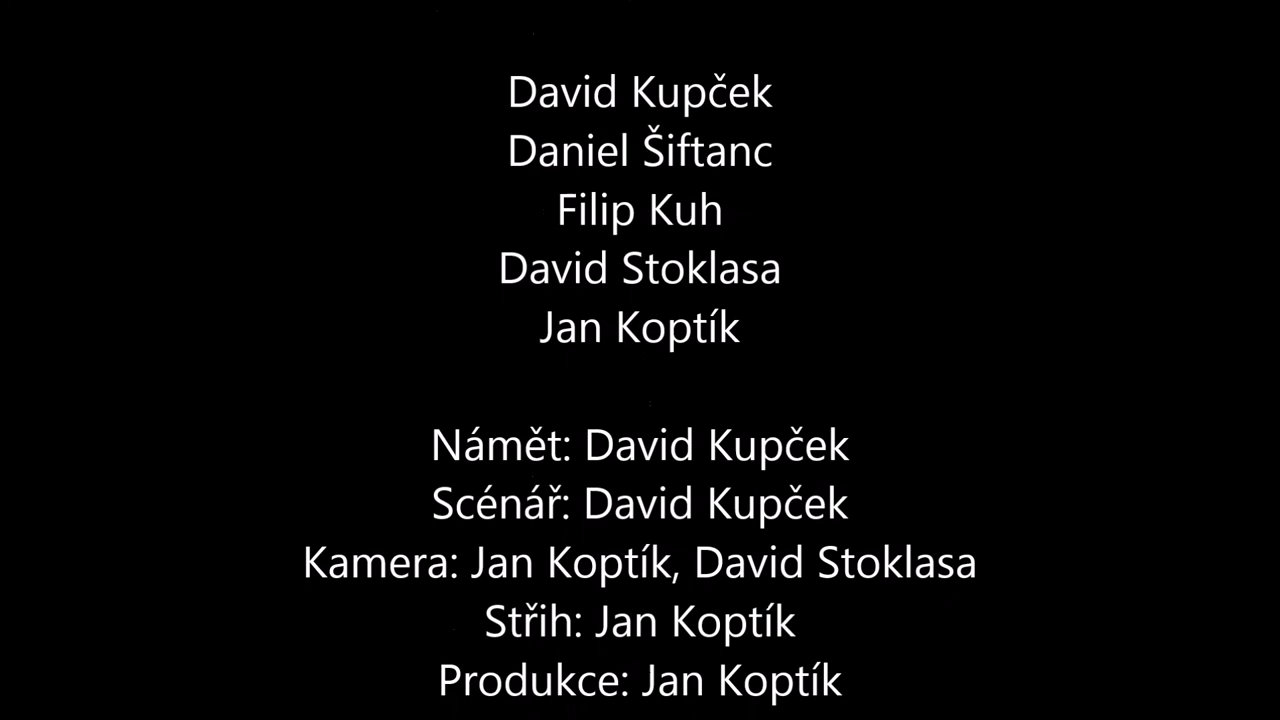 David Kupček
Daniel Šiftanc
Filip Kuh
David Stoklasa
Jan Koptík
Námět: David Kupček
Scénář: David Kupček
Kamera: Jan Koptík, David Stoklasa
Střih: Jan Koptík
Produkce: Jan Koptík